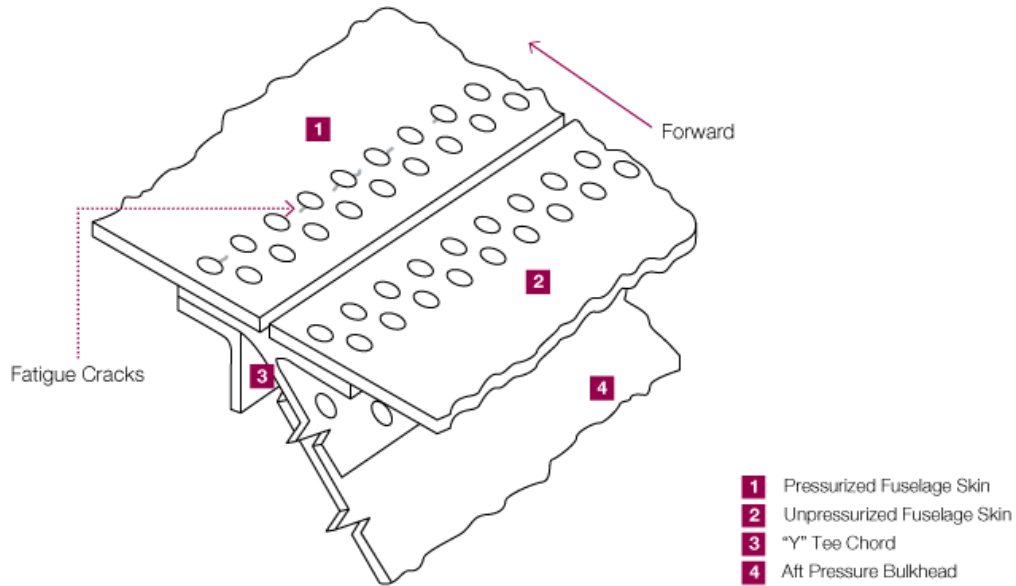 1
Forward
2
Fatigue Cracks
3
4
1 Pressurized Fuselage Skin
2 Unpressurized Fuselage Skin
3 "Y" Tee Chord
4 Aft Pressure Bulkhead